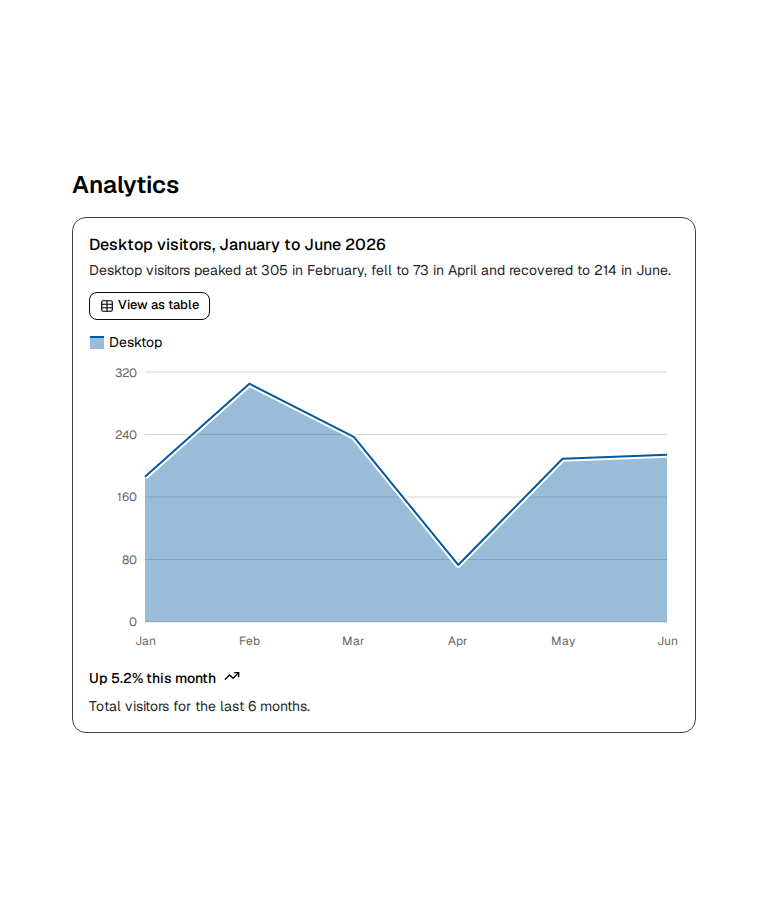 Analytics
Desktop visitors, January to June 2026
Desktop visitors peaked at 305 in February, fell to 73 in April and recovered to 214 in June.
View as table
Desktop
320
240
160
80
0
Jan Feb Mar Apr May Jun
Up 5.2% this month
Total visitors for the last 6 months.